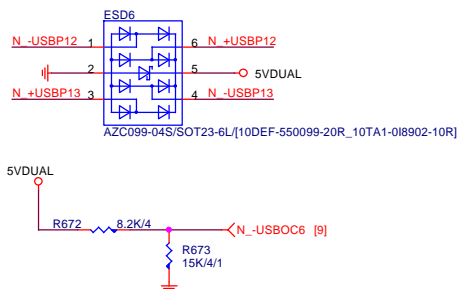 ESD6
N_-USBP12 1 6 N_+USBP12
2 5 5VDUAL
N_+USBP13 3 4 N_-USBP13
AZC099-04S/SOT23-6L/[10DEF-550099-20R_10TA1-0I8902-10R]
5VDUAL
R672 8.2K/4
N_-USBOC6 [9]
R673
15K/4/1